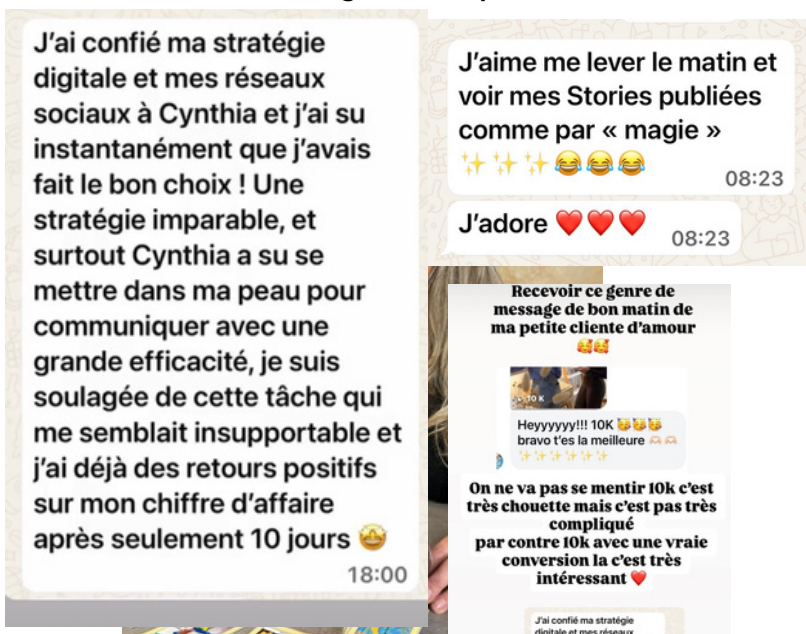 J'ai confié ma stratégie
digitale et mes réseaux
sociaux à Cynthia et j'ai su
instantanément que j'avais
fait le bon choix ! Une
stratégie imparable, et
surtout Cynthia a su se
mettre dans ma peau pour
communiquer avec une
grande efficacité, je suis
soulagée de cette tâche qui
me semblait insupportable et
j'ai déjà des retours positifs
sur mon chiffre d'affaire
après seulement 10 jours 🤩
18:00
J'aime me lever le matin et
voir mes Stories publiées
comme par « magie »
✨✨✨😂😂😂
08:23
J'adore ❤️❤️❤️
08:23
Recevoir ce genre de
message de bon matin de
ma petite cliente d'amour
🥰🥰
10 K
Heyyyyyy!!! 10K 🥳🥳🥳
bravo t'es la meilleure 🫶🏻🫶🏻
✨✨✨✨✨✨
On ne va pas se mentir 10k c'est
très chouette mais c'est pas très
compliqué
par contre 10k avec une vraie
conversion la c'est très
intéressant ❤️
J'ai confié ma stratégie
digitale et mes réseaux